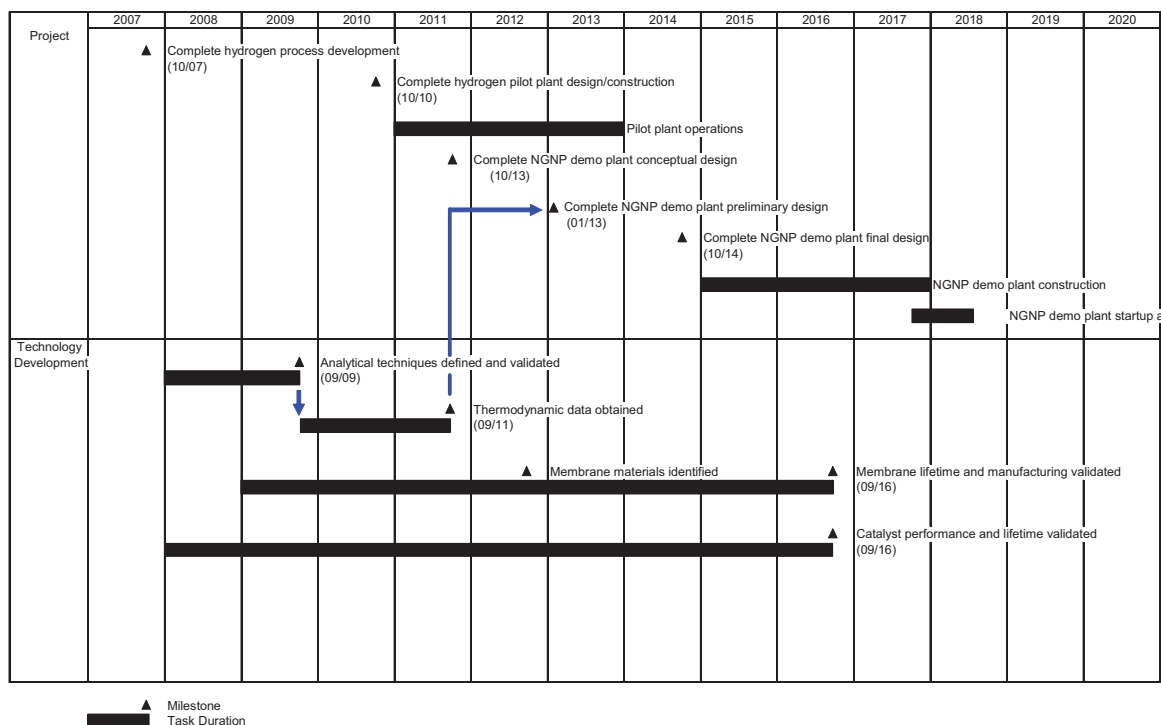 2007 2008 2009 2010 2011 2012 2013 2014 2015 2016 2017 2018 2019 2020
Project
Complete hydrogen process development
(10/07)
Complete hydrogen pilot plant design/construction
(10/10)
Pilot plant operations
Complete NGNP demo plant conceptual design
(10/13)
Complete NGNP demo plant preliminary design
(01/13)
Complete NGNP demo plant final design
(10/14)
NGNP demo plant construction
NGNP demo plant startup a
Technology
Development
Analytical techniques defined and validated
(09/09)
Thermodynamic data obtained
(09/11)
Membrane materials identified
Membrane lifetime and manufacturing validated
(09/16)
Catalyst performance and lifetime validated
(09/16)
Milestone
Task Duration